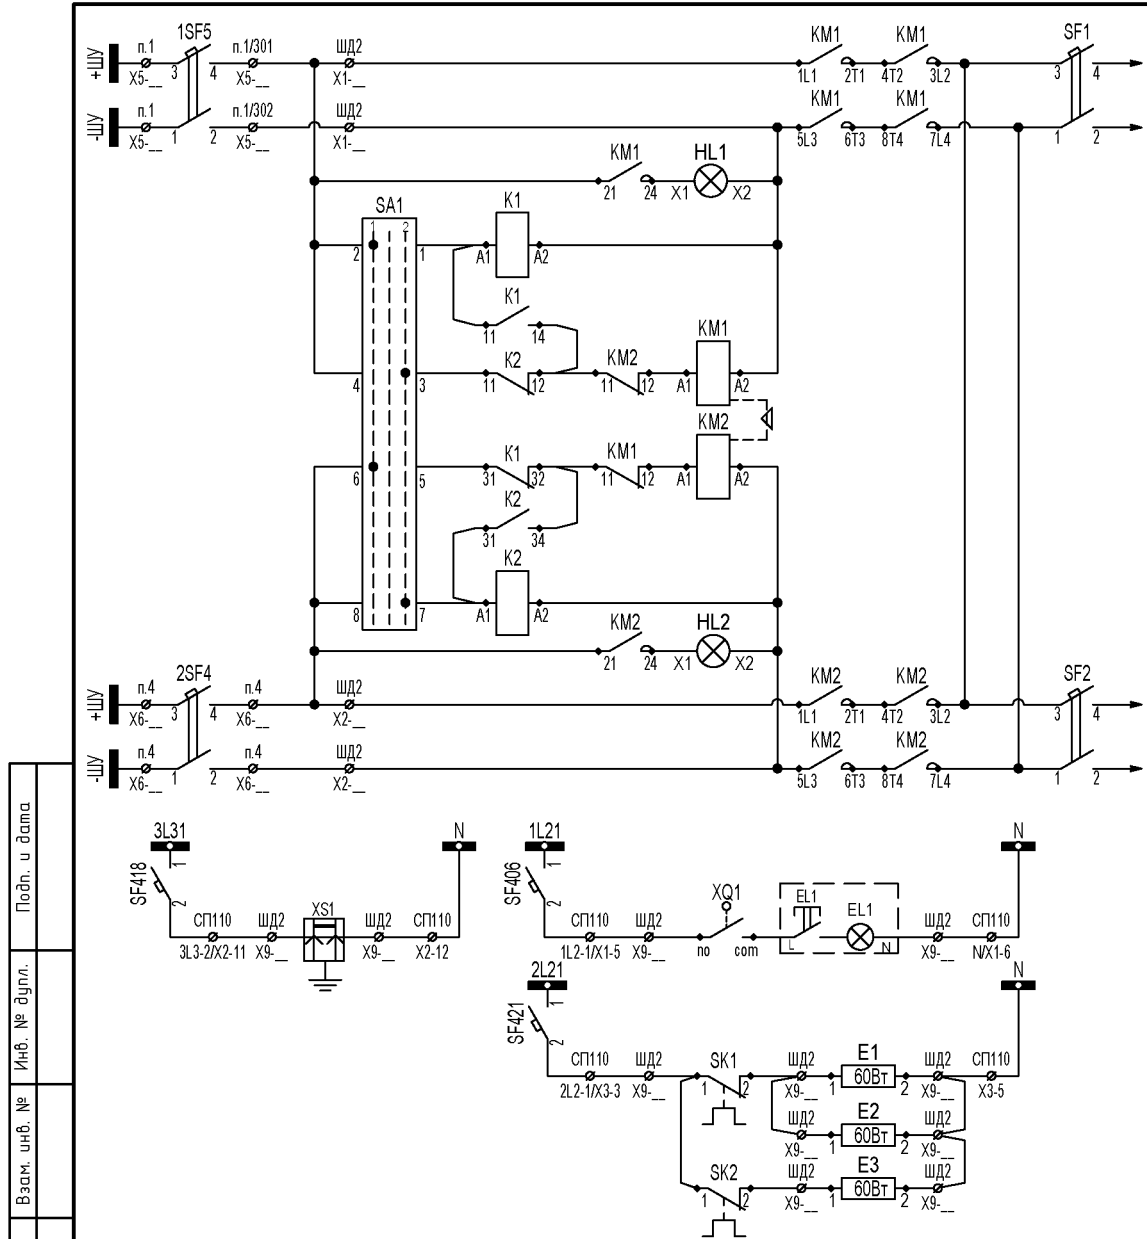 1SF5 KM1 KM1 SF1
+ШУ п.1 п.1/301 ШД2
3 4 1L1 2T1 4T2 3L2 3 4
X5-__ X5-__ X1-__
-ШУ п.1 п.1/302 ШД2 KM1 KM1
1 2 5L3 6T3 8T4 7L4 1 2
X5-__ X5-__ X1-__
KM1 HL1
21 24 X1 X2
SA1 K1
1 2
2 1 A1 A2
K1
11 14
K2 KM2 KM1
4 3 11 12 11 12 A1 A2
KM2
K1 KM1
6 5 31 32 11 12 A1 A2
K2
31 34
K2
8 7 A1 A2
KM2 HL2
21 24 X1 X2
2SF4 KM2 KM2 SF2
+ШУ п.4 п.4 ШД2
3 4 1L1 2T1 4T2 3L2 3 4
X6-__ X6-__ X2-__
-ШУ п.4 п.4 ШД2 KM2 KM2
1 2 5L3 6T3 8T4 7L4 1 2
X6-__ X6-__ X2-__
3L31 N 1L21 N
SF418 1 2
SF406 1 2
СП110 ШД2 XS1 ШД2 СП110
3L3-2/X2-11 X9-__ X9-__ X2-12
СП110 ШД2 XQ1 EL1 EL1 ШД2 СП110
1L2-1/X1-5 X9-__ no com L N X9-__ N/X1-6
2L21 N
SF421 1 2
СП110 ШД2 SK1 ШД2 E1 ШД2 СП110
2L2-1/X3-3 X9-__ 1 2 X9-__ 1 60Вт 2 X9-__ X3-5
ШД2 E2 ШД2
X9-__ 1 60Вт 2 X9-__
SK2 ШД2 E3 ШД2
1 2 X9-__ 1 60Вт 2 X9-__
Подп. и дата
Инв. № дупл.
Взам. инв. №